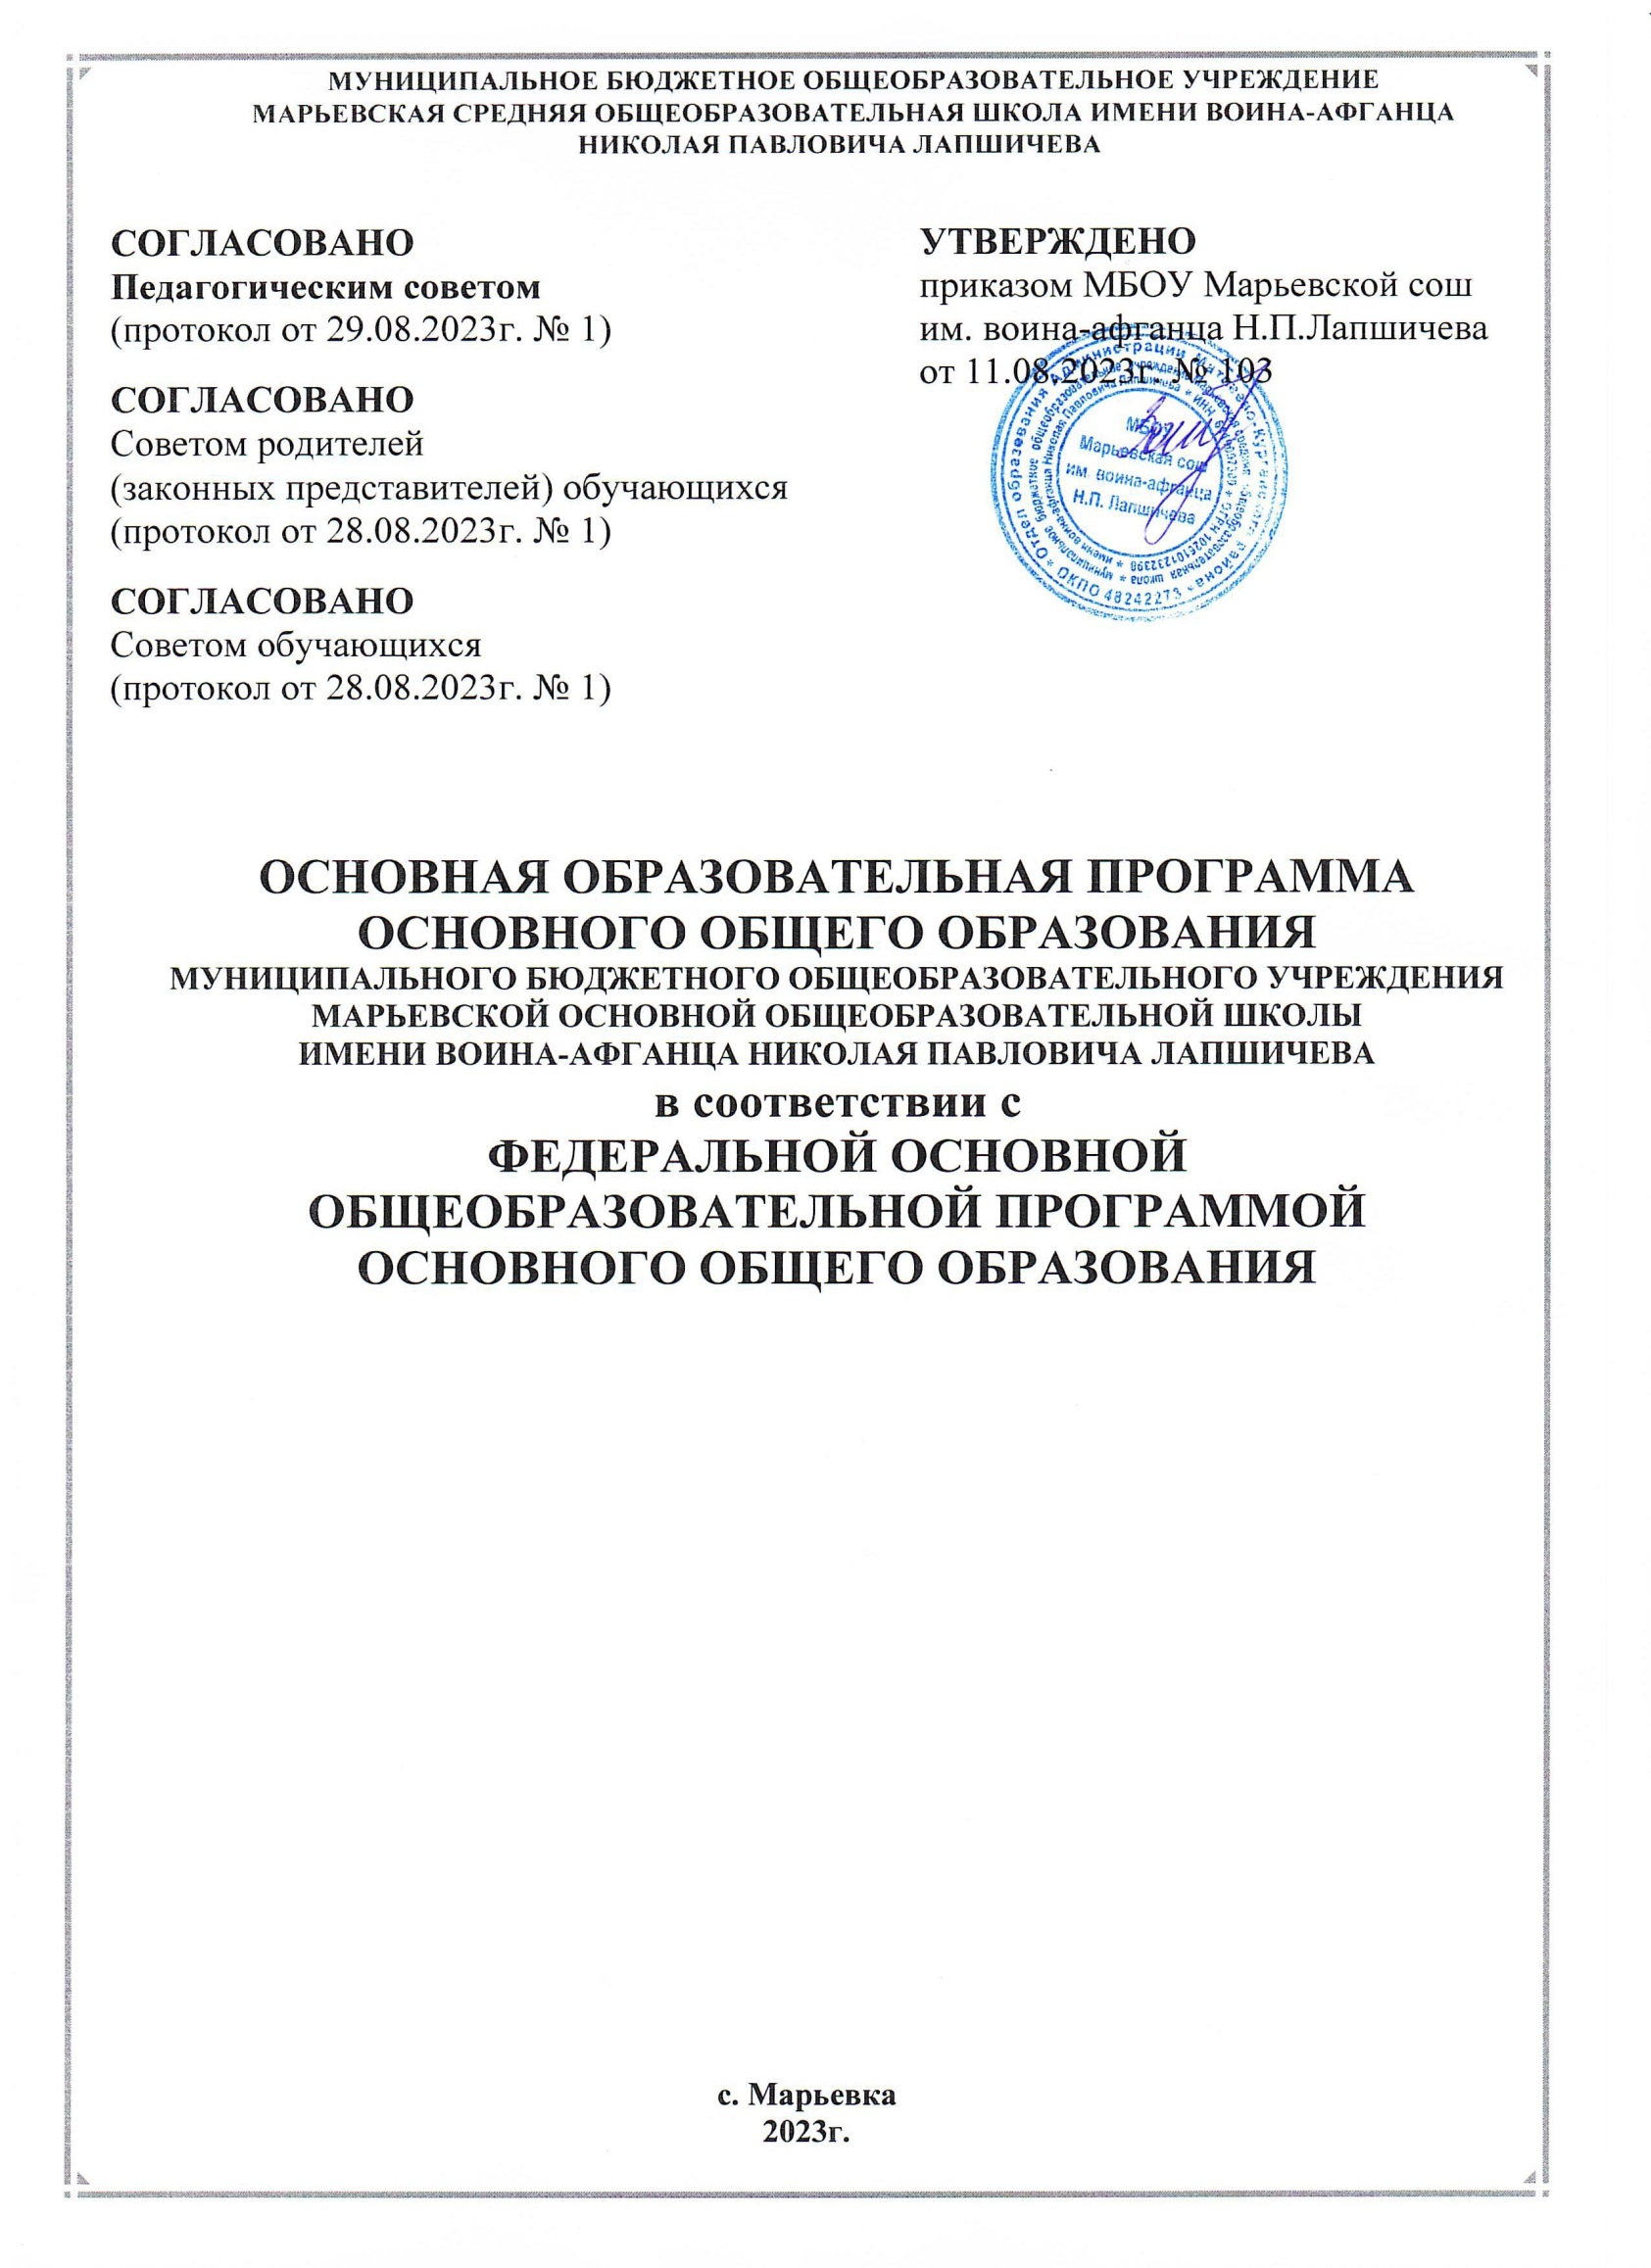 МУНИЦИПАЛЬНОЕ БЮДЖЕТНОЕ ОБЩЕОБРАЗОВАТЕЛЬНОЕ УЧРЕЖДЕНИЕ
МАРЬЕВСКАЯ СРЕДНЯЯ ОБЩЕОБРАЗОВАТЕЛЬНАЯ ШКОЛА ИМЕНИ ВОИНА-АФГАНЦА
НИКОЛАЯ ПАВЛОВИЧА ЛАПШИЧЕВА
СОГЛАСОВАНО
Педагогическим советом
(протокол от 29.08.2023г. № 1)
СОГЛАСОВАНО
Советом родителей
(законных представителей) обучающихся
(протокол от 28.08.2023г. № 1)
СОГЛАСОВАНО
Советом обучающихся
(протокол от 28.08.2023г. № 1)
УТВЕРЖДЕНО
приказом МБОУ Марьевской сош
им. воина-афганца Н.П.Лапшичева
от 11.08.2023г. № 103
МБОУ
Марьевская сош
им. воина-афганца
Н.П. Лапшичева
ОКПО 48242273
ОСНОВНАЯ ОБРАЗОВАТЕЛЬНАЯ ПРОГРАММА
ОСНОВНОГО ОБЩЕГО ОБРАЗОВАНИЯ
МУНИЦИПАЛЬНОГО БЮДЖЕТНОГО ОБЩЕОБРАЗОВАТЕЛЬНОГО УЧРЕЖДЕНИЯ
МАРЬЕВСКОЙ ОСНОВНОЙ ОБЩЕОБРАЗОВАТЕЛЬНОЙ ШКОЛЫ
ИМЕНИ ВОИНА-АФГАНЦА НИКОЛАЯ ПАВЛОВИЧА ЛАПШИЧЕВА
в соответствии с
ФЕДЕРАЛЬНОЙ ОСНОВНОЙ
ОБЩЕОБРАЗОВАТЕЛЬНОЙ ПРОГРАММОЙ
ОСНОВНОГО ОБЩЕГО ОБРАЗОВАНИЯ
с. Марьевка
2023г.